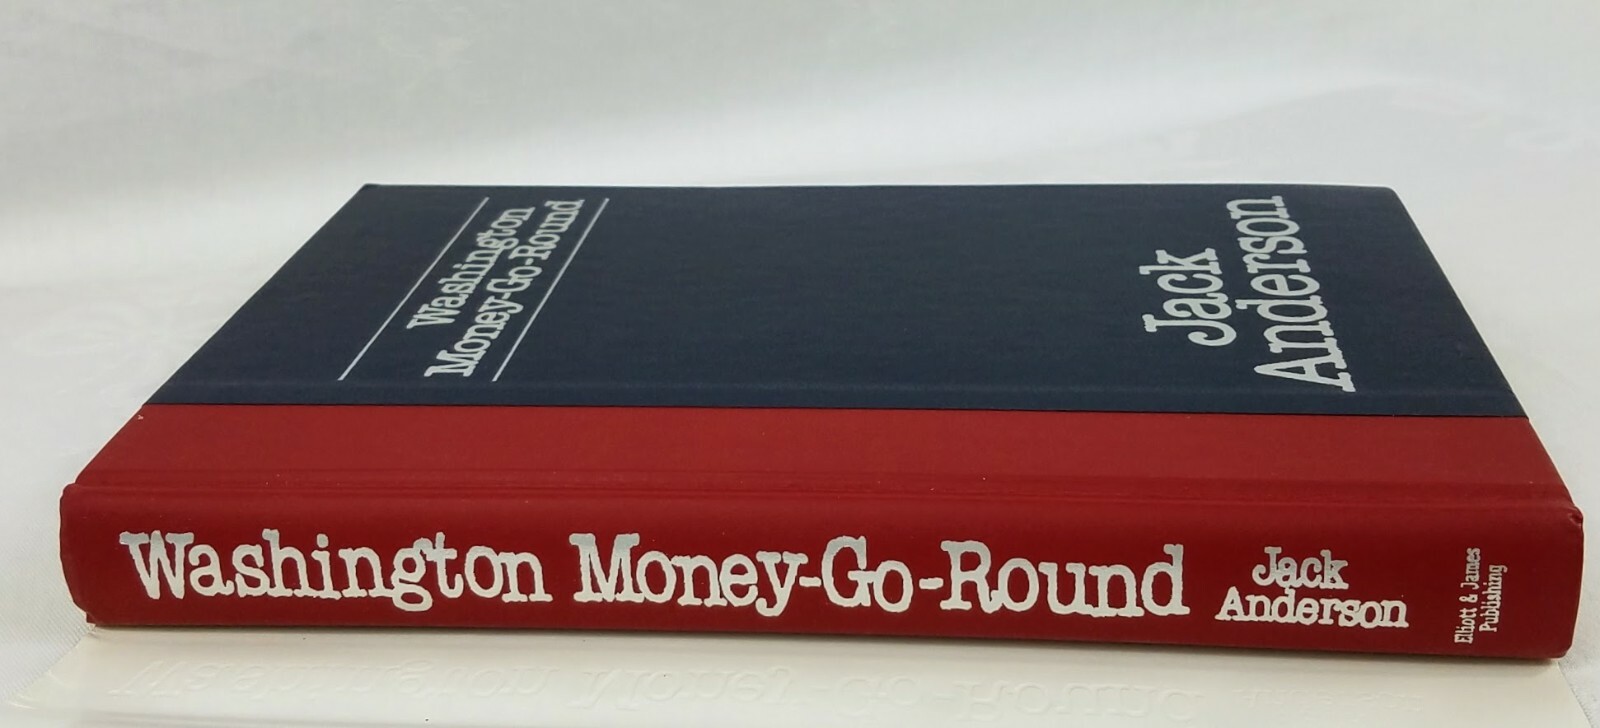 Washington
Money-Go-Round
Jack
Anderson
Washington Money-Go-Round
Jack
Anderson
Elliott & James
Publishing